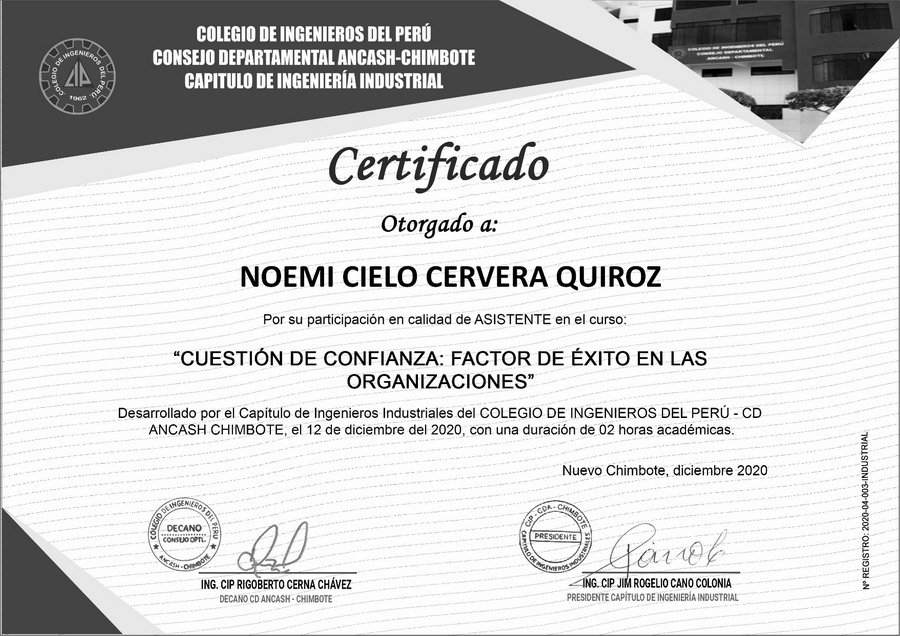 COLEGIO DE INGENIEROS DEL PERÚ
CONSEJO DEPARTAMENTAL ANCASH-CHIMBOTE
CAPITULO DE INGENIERÍA INDUSTRIAL
COLEGIO DE INGENIEROS DEL PERÚ
1962
COLEGIO DE INGENIEROS DEL PERÚ
CONSEJO DEPARTAMENTAL
ANCASH - CHIMBOTE
Certificado
Otorgado a:
NOEMI CIELO CERVERA QUIROZ
Por su participación en calidad de ASISTENTE en el curso:
“CUESTIÓN DE CONFIANZA: FACTOR DE ÉXITO EN LAS
ORGANIZACIONES”
Desarrollado por el Capítulo de Ingenieros Industriales del COLEGIO DE INGENIEROS DEL PERÚ - CD
ANCASH CHIMBOTE, el 12 de diciembre del 2020, con una duración de 02 horas académicas.
Nuevo Chimbote, diciembre 2020
Nº REGISTRO: 2020-04-003-INDUSTRIAL
COLEGIO DE INGENIEROS DEL PERU
DECANO
CONSEJO DPTL.
ANCASH - CHIMBOTE
ING. CIP RIGOBERTO CERNA CHÁVEZ
DECANO CD ANCASH - CHIMBOTE
CIP - CDA - CHIMBOTE
PRESIDENTE
CAPITULO DE INGENIEROS INDUSTRIALES
ING. CIP JIM ROGELIO CANO COLONIA
PRESIDENTE CAPÍTULO DE INGENIERÍA INDUSTRIAL